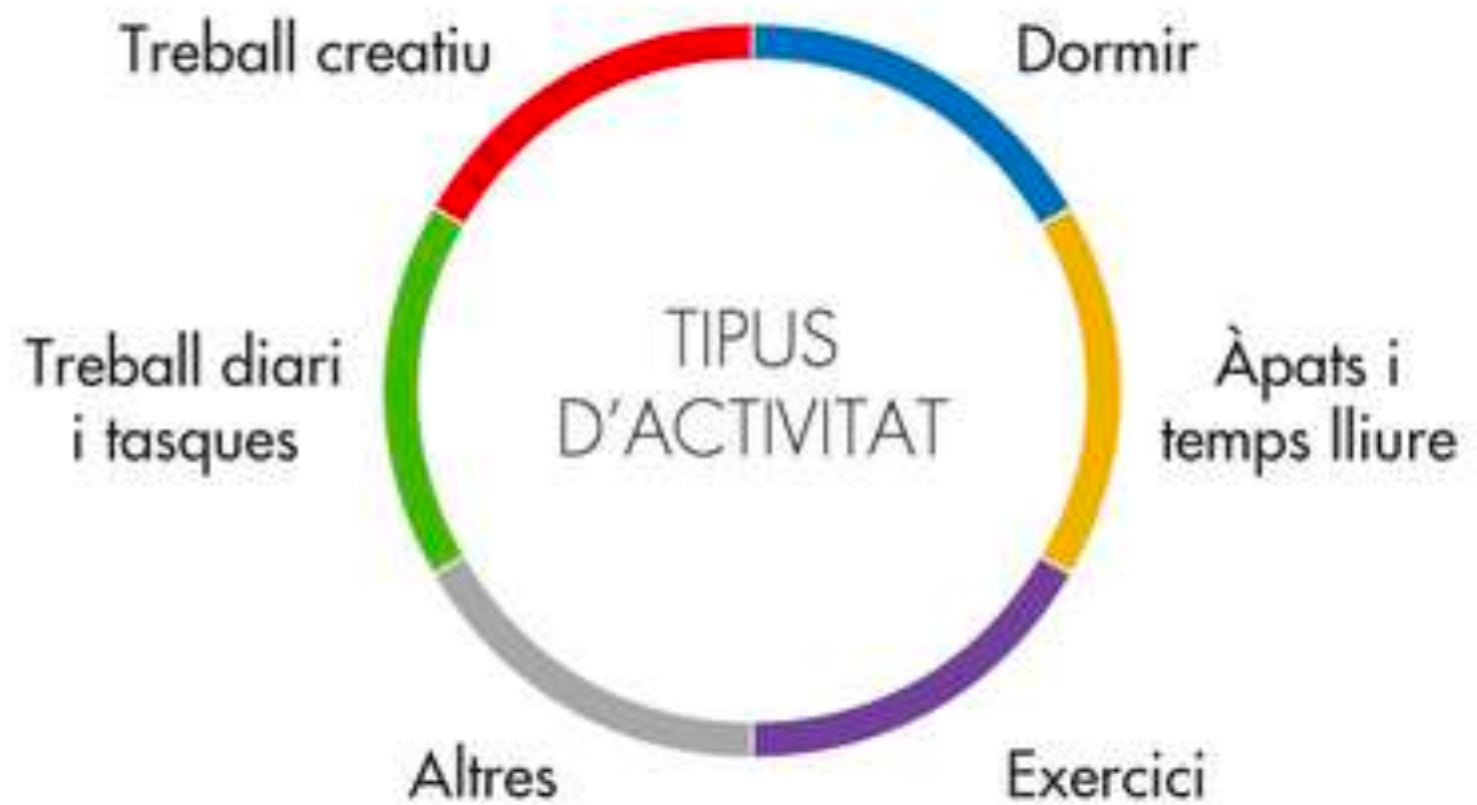 Treball creatiu
Dormir
Treball diari
i tasques
TIPUS
D'ACTIVITAT
Àpats i
temps lliure
Altres
Exercici